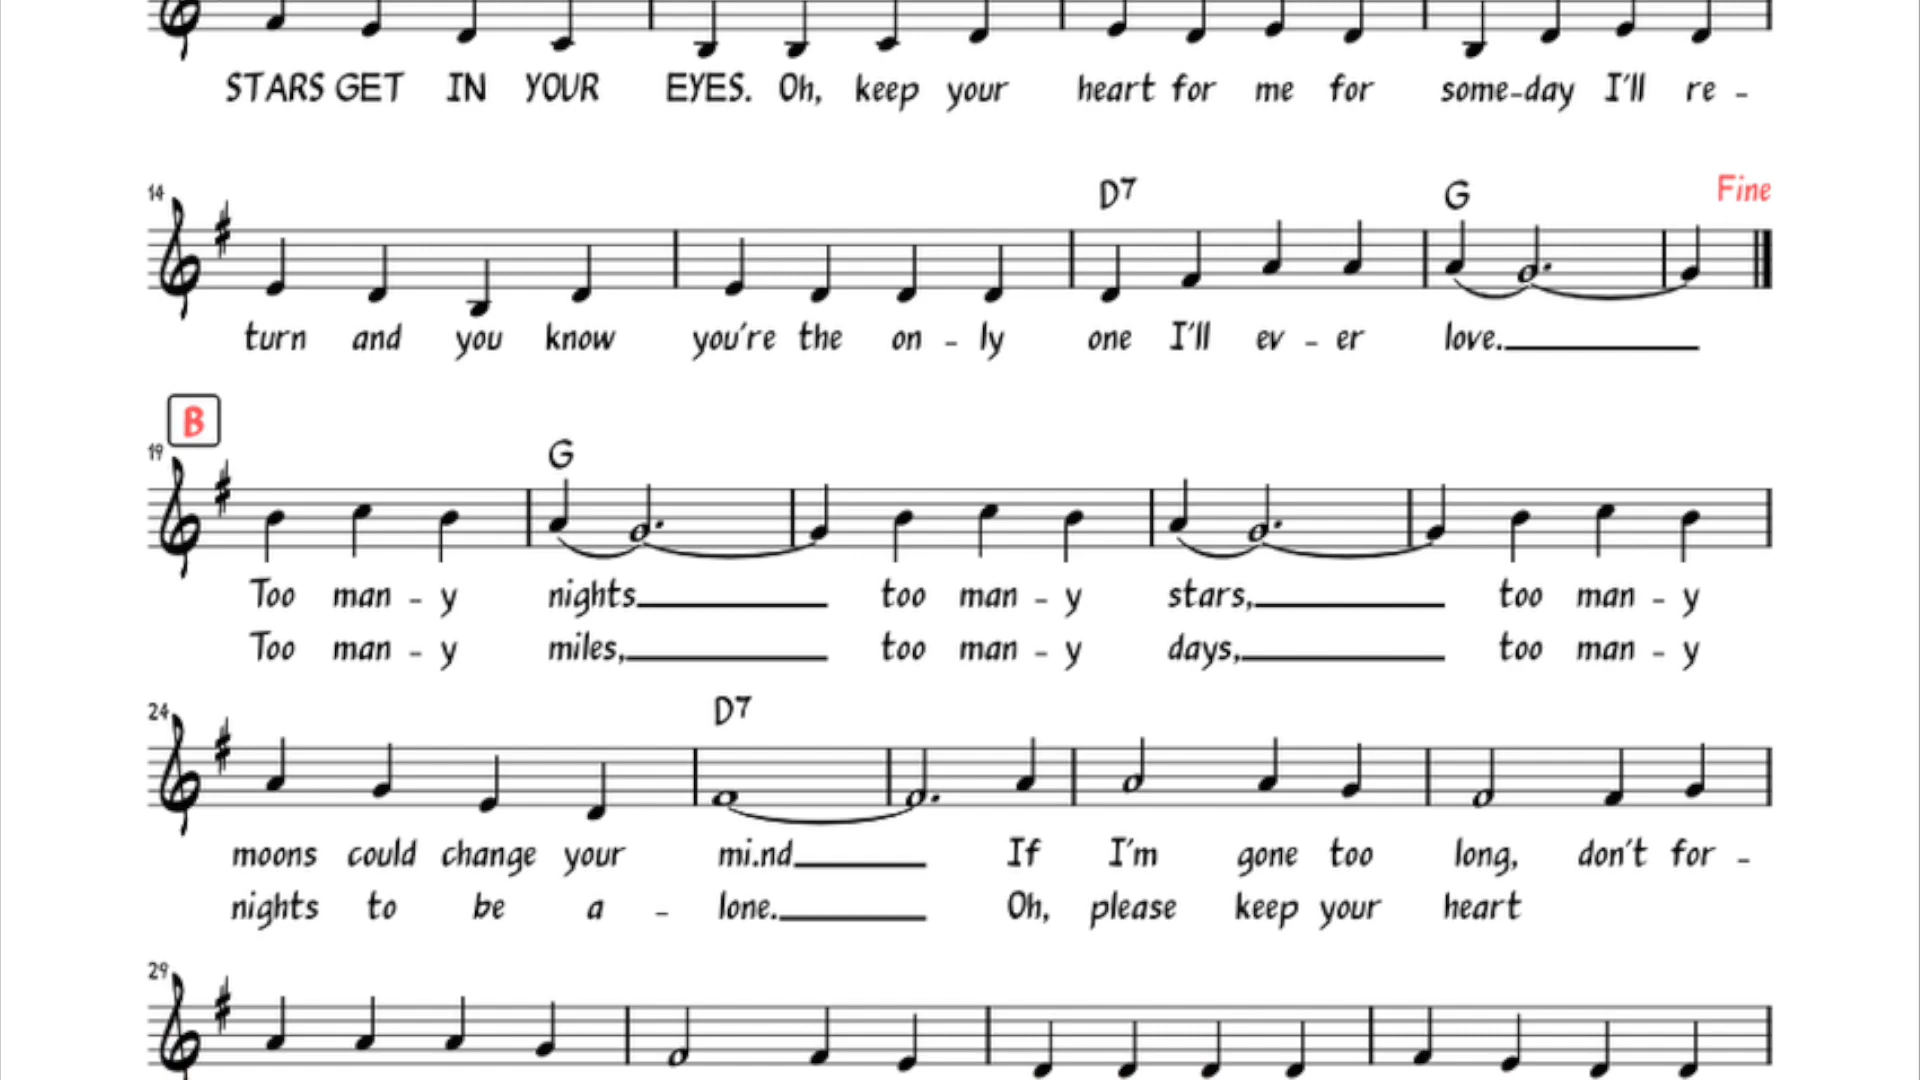 STARS GET IN YOUR EYES. Oh, keep your heart for me for some-day I'll re -
14 D7 G Fine
turn and you know you're the on - ly one I'll ev - er love.
B
19 G
Too man - y nights too man - y stars, too man - y
Too man - y miles, too man - y days, too man - y
24 D7
moons could change your mi.nd If I'm gone too long, don't for -
nights to be a - lone. Oh, please keep your heart
29